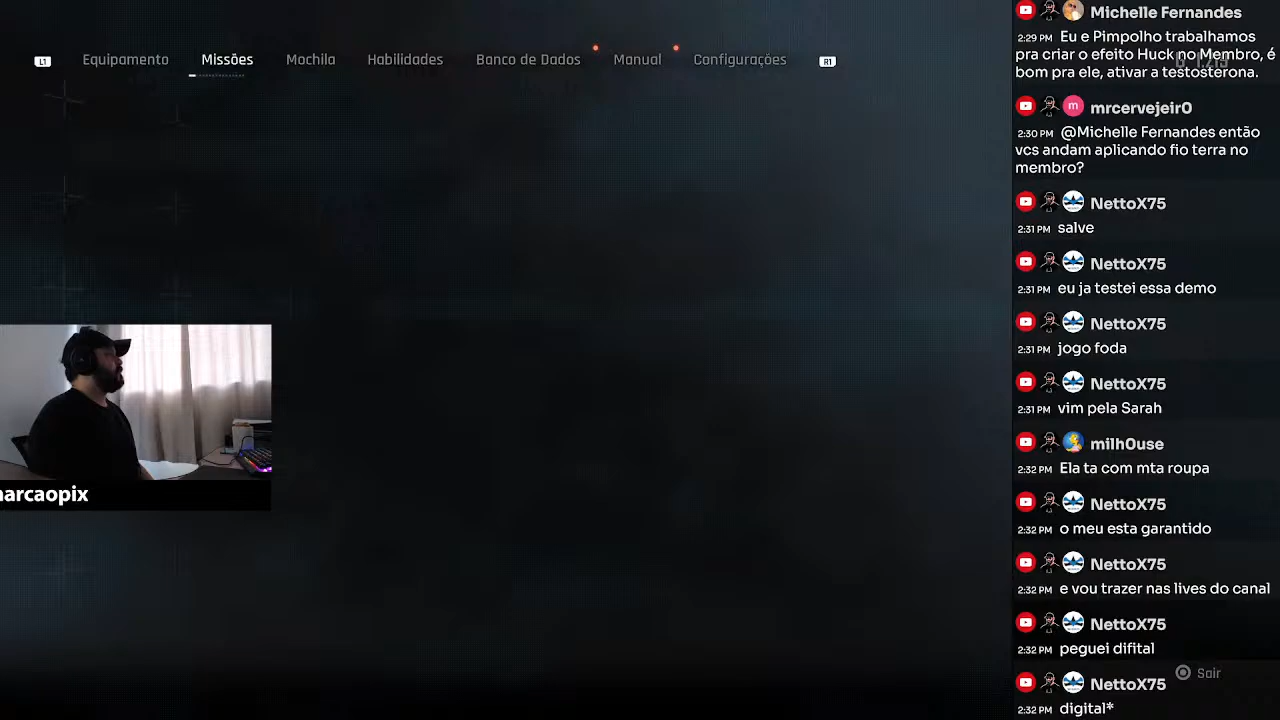 L1 Equipamento Missões Mochila Habilidades Banco de Dados Manual Configurações R1
arcaopix
Michelle Fernandes
2:29 PM Eu e Pimpolho trabalhamos
pra criar o efeito Huck no Membro, é
bom pra ele, ativar a testosterona.
m mrcervejeir0
2:30 PM @Michelle Fernandes então
vcs andam aplicando fio terra no
membro?
NettoX75
2:31 PM salve
NettoX75
2:31 PM eu ja testei essa demo
NettoX75
2:31 PM jogo foda
NettoX75
2:31 PM vim pela Sarah
milh0use
2:32 PM Ela ta com mta roupa
NettoX75
2:32 PM o meu esta garantido
NettoX75
2:32 PM e vou trazer nas lives do canal
NettoX75
2:32 PM peguei difital
Sair
NettoX75
2:32 PM digital*